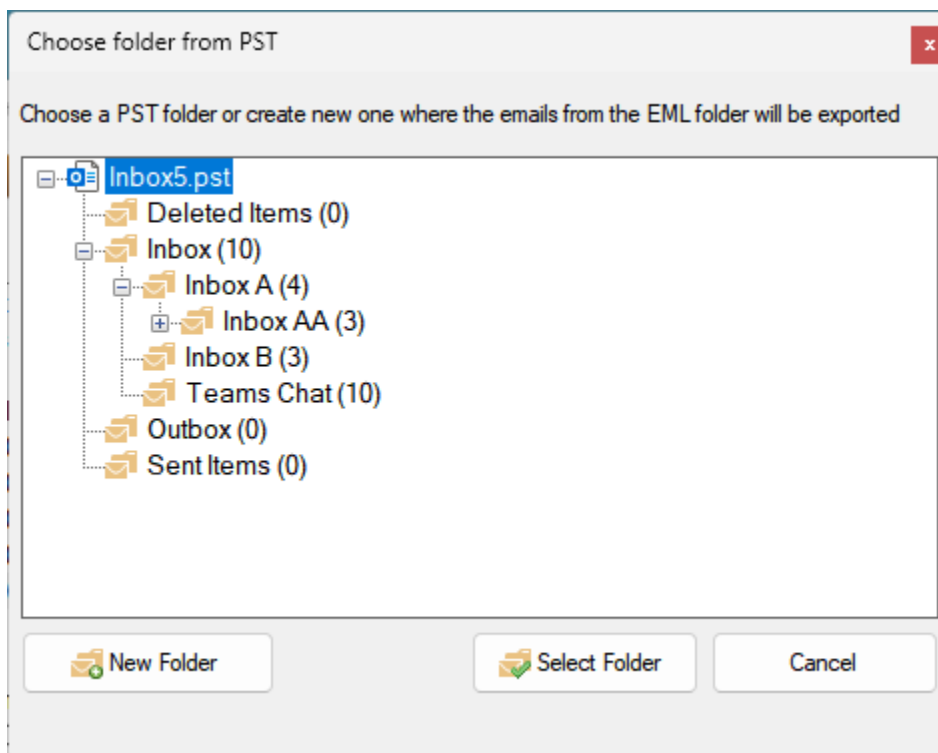 Choose folder from PST
x
Choose a PST folder or create new one where the emails from the EML folder will be exported
Inbox5.pst
Deleted Items (0)
Inbox (10)
Inbox A (4)
Inbox AA (3)
Inbox B (3)
Teams Chat (10)
Outbox (0)
Sent Items (0)
New Folder
Select Folder
Cancel